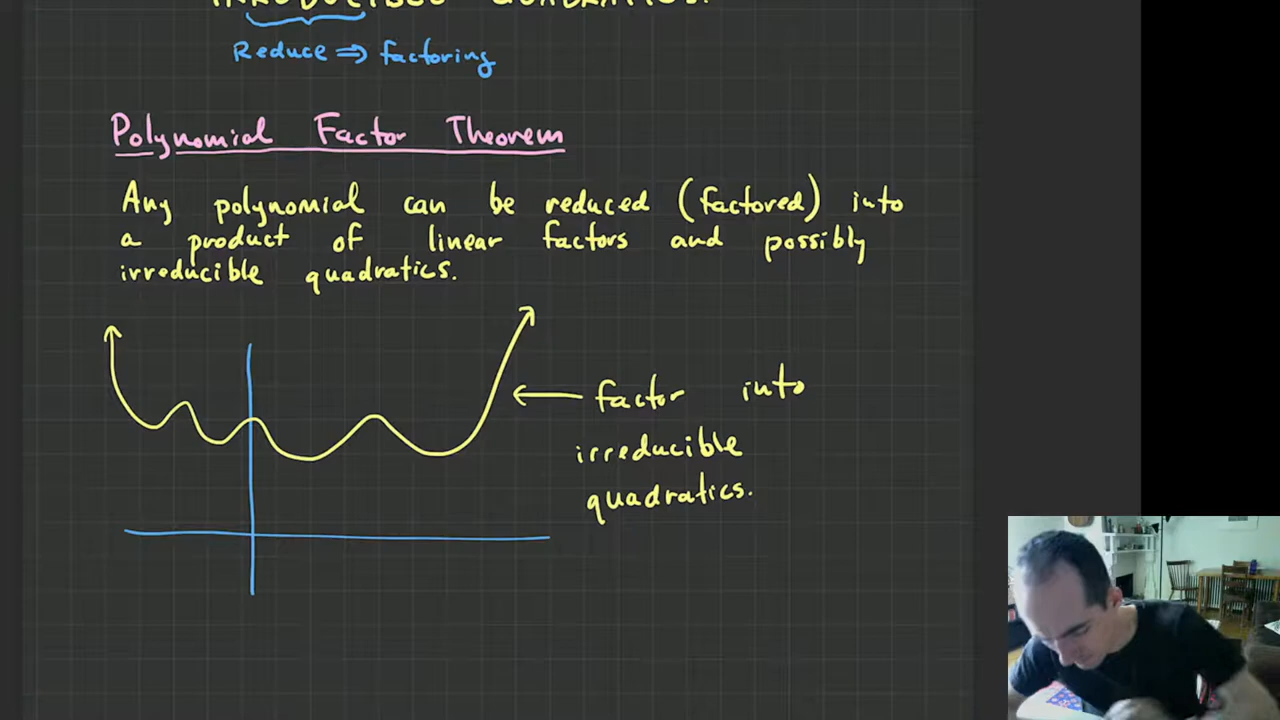 Reduce ⇒ factoring
Polynomial Factor Theorem
Any polynomial can be reduced (factored) into
a product of linear factors and possibly
irreducible quadratics.
factor into
irreducible
quadratics.